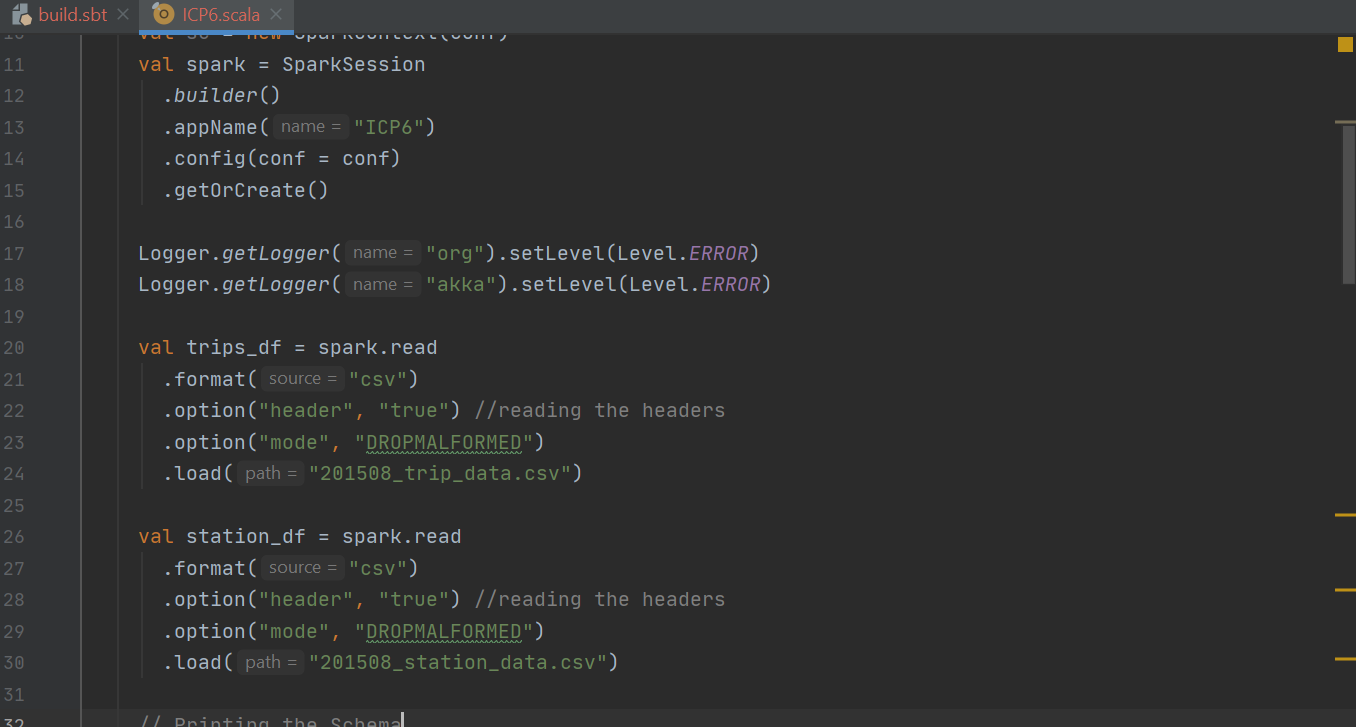 build.sbt ICP6.scala
10 val sc = new SparkContext(conf)
11 val spark = SparkSession
12 .builder()
13 .appName( name = "ICP6")
14 .config(conf = conf)
15 .getOrCreate()
16
17 Logger.getLogger( name = "org").setLevel(Level.ERROR)
18 Logger.getLogger( name = "akka").setLevel(Level.ERROR)
19
20 val trips_df = spark.read
21 .format( source = "csv")
22 .option("header", "true") //reading the headers
23 .option("mode", "DROPMALFORMED")
24 .load( path = "201508_trip_data.csv")
25
26 val station_df = spark.read
27 .format( source = "csv")
28 .option("header", "true") //reading the headers
29 .option("mode", "DROPMALFORMED")
30 .load( path = "201508_station_data.csv")
31
32 // Printing the Schema